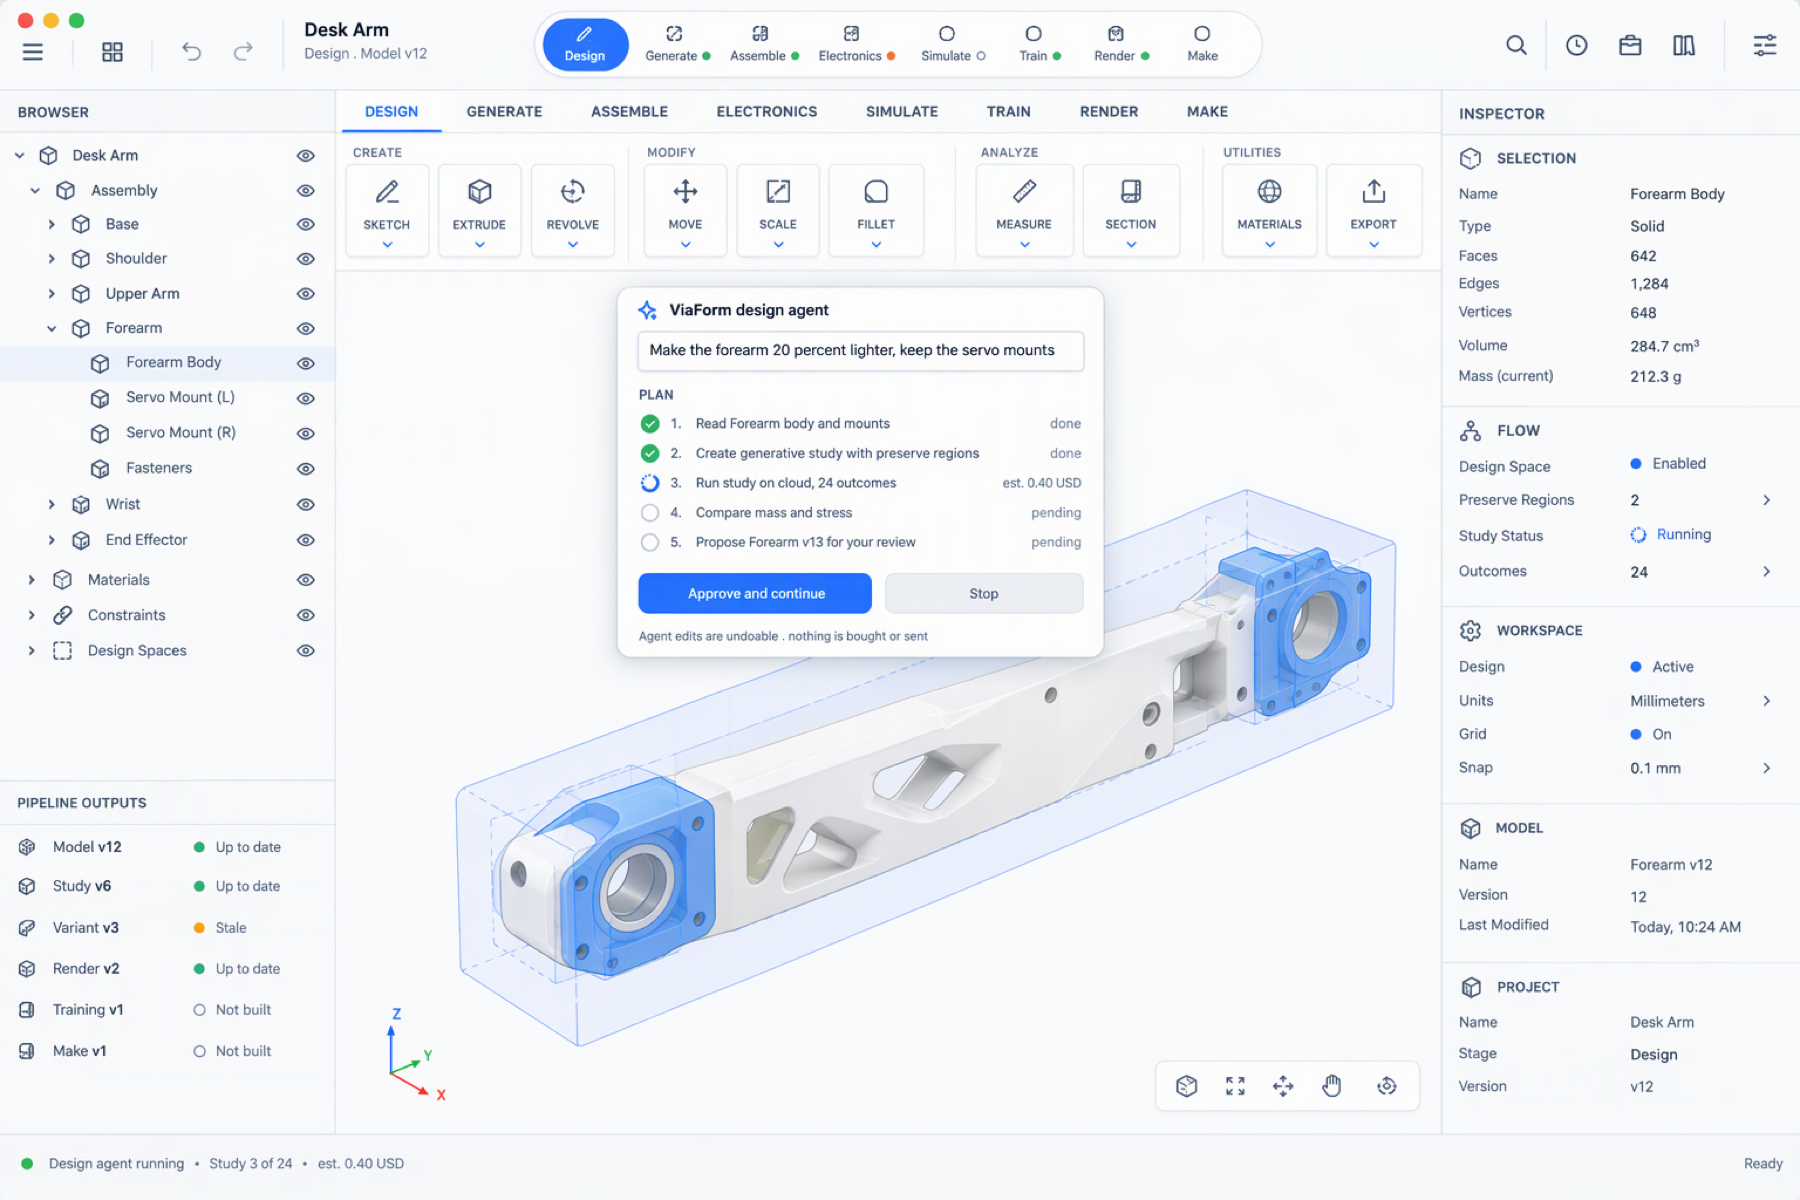 Desk Arm
Design . Model v12
Design
Generate
Assemble
Electronics
Simulate
Train
Render
Make
BROWSER
Desk Arm
Assembly
Base
Shoulder
Upper Arm
Forearm
Forearm Body
Servo Mount (L)
Servo Mount (R)
Fasteners
Wrist
End Effector
Materials
Constraints
Design Spaces
PIPELINE OUTPUTS
Model v12 Up to date
Study v6 Up to date
Variant v3 Stale
Render v2 Up to date
Training v1 Not built
Make v1 Not built
DESIGN GENERATE ASSEMBLE ELECTRONICS SIMULATE TRAIN RENDER MAKE
CREATE MODIFY ANALYZE UTILITIES
SKETCH EXTRUDE REVOLVE MOVE SCALE FILLET MEASURE SECTION MATERIALS EXPORT
ViaForm design agent
Make the forearm 20 percent lighter, keep the servo mounts
PLAN
1. Read Forearm body and mounts done
2. Create generative study with preserve regions done
3. Run study on cloud, 24 outcomes est. 0.40 USD
4. Compare mass and stress pending
5. Propose Forearm v13 for your review pending
Approve and continue Stop
Agent edits are undoable . nothing is bought or sent
Z
Y
X
INSPECTOR
SELECTION
Name Forearm Body
Type Solid
Faces 642
Edges 1,284
Vertices 648
Volume 284.7 cm³
Mass (current) 212.3 g
FLOW
Design Space Enabled
Preserve Regions 2
Study Status Running
Outcomes 24
WORKSPACE
Design Active
Units Millimeters
Grid On
Snap 0.1 mm
MODEL
Name Forearm v12
Version 12
Last Modified Today, 10:24 AM
PROJECT
Name Desk Arm
Stage Design
Version v12
Design agent running • Study 3 of 24 • est. 0.40 USD
Ready